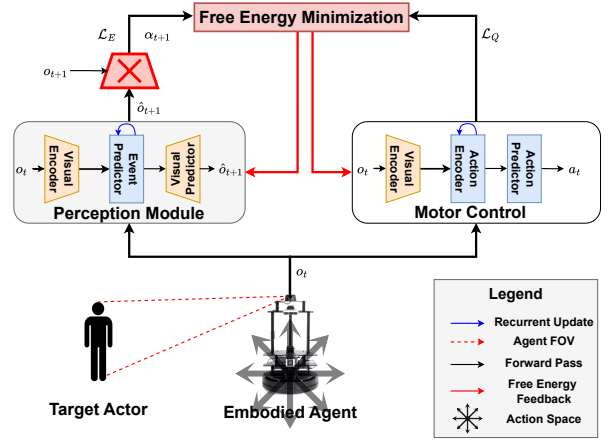 Free Energy Minimization
ℒ_E
α_{t+1}
ℒ_Q
o_{t+1}
ô_{t+1}
o_t
Visual
Encoder
Event
Predictor
Visual
Predictor
ô_{t+1}
Perception Module
o_t
Visual
Encoder
Action
Encoder
Action
Predictor
a_t
Motor Control
o_t
Target Actor
Embodied Agent
Legend
Recurrent Update
Agent FOV
Forward Pass
Free Energy
Feedback
Action Space